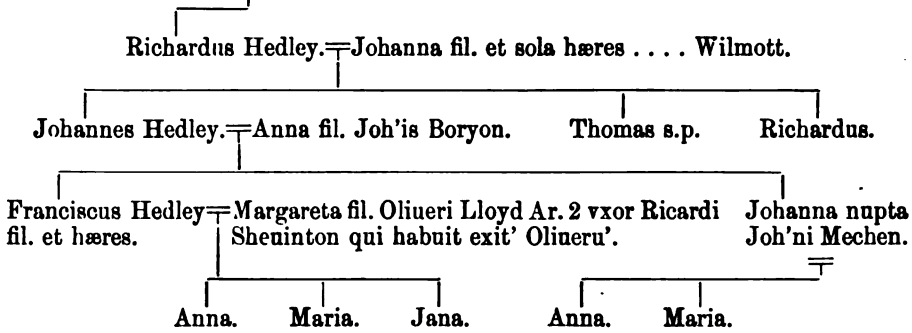 Richardus Hedley. Johanna fil. et sola hæres . . . . Wilmott.
Johannes Hedley. Anna fil. Joh'is Boryon. Thomas s.p. Richardus.
Franciscus Hedley Margareta fil. Oliueri Lloyd Ar. 2 vxor Ricardi Johanna nupta
fil. et hæres. Sheuinton qui habuit exit' Oliueru'. Joh'ni Mechen.
Anna. Maria. Jana. Anna. Maria.